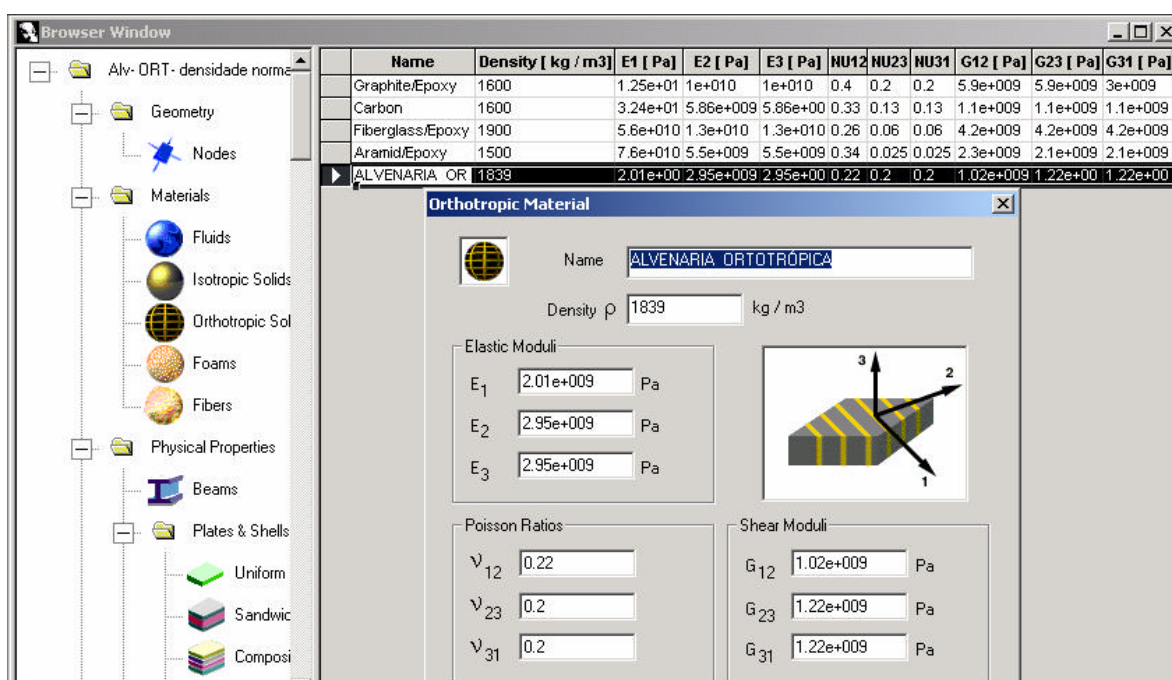 Browser Window
Alv- ORT- densidade norma
Geometry
Nodes
Materials
Fluids
Isotropic Solids
Orthotropic Sol
Foams
Fibers
Physical Properties
Beams
Plates & Shells
Uniform
Sandwic
Composi
Name Density [ kg / m3] E1 [ Pa] E2 [ Pa] E3 [ Pa] NU12 NU23 NU31 G12 [ Pa] G23 [ Pa] G31 [ Pa]
Graphite/Epoxy 1600 1.25e+01 1e+010 1e+010 0.4 0.2 0.2 5.9e+009 5.9e+009 3e+009
Carbon 1600 3.24e+01 5.86e+009 5.86e+00 0.33 0.13 0.13 1.1e+009 1.1e+009 1.1e+009
Fiberglass/Epoxy 1900 5.6e+010 1.3e+010 1.3e+010 0.26 0.06 0.06 4.2e+009 4.2e+009 4.2e+009
Aramid/Epoxy 1500 7.6e+010 5.5e+009 5.5e+009 0.34 0.025 0.025 2.3e+009 2.1e+009 2.1e+009
ALVENARIA OR 1839 2.01e+00 2.95e+009 2.95e+00 0.22 0.2 0.2 1.02e+009 1.22e+00 1.22e+00
Orthotropic Material
Name ALVENARIA ORTOTRÓPICA
Density ρ 1839 kg / m3
Elastic Moduli
E1 2.01e+009 Pa
E2 2.95e+009 Pa
E3 2.95e+009 Pa
3
2
1
Poisson Ratios
ν12 0.22
ν23 0.2
ν31 0.2
Shear Moduli
G12 1.02e+009 Pa
G23 1.22e+009 Pa
G31 1.22e+009 Pa